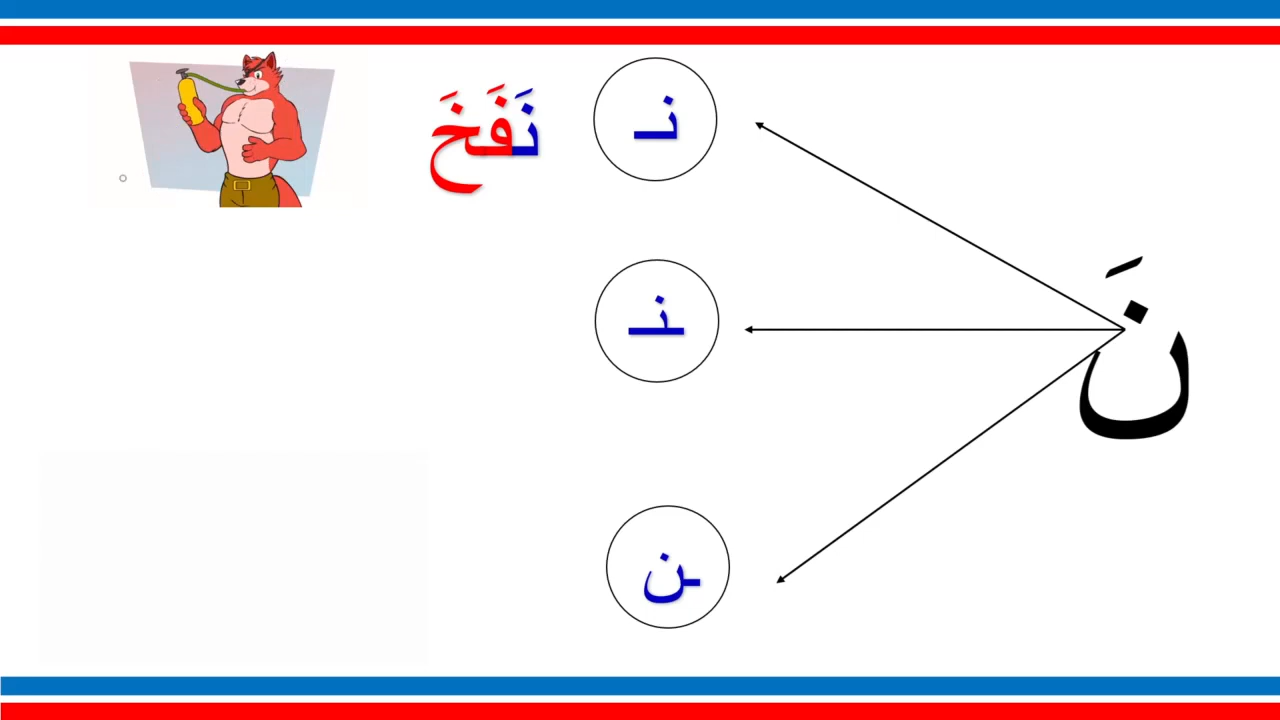 نَفَخَ نـ
نَ
ـنـ
ـن